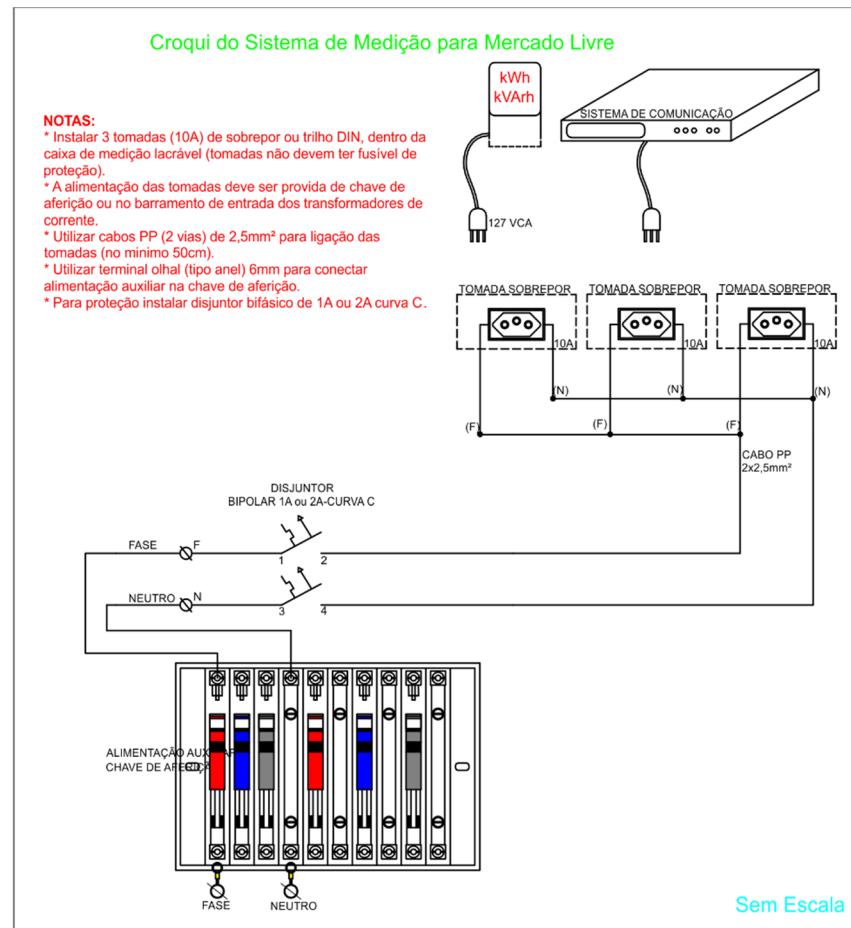 Croqui do Sistema de Medição para Mercado Livre
kWh
kVArh
SISTEMA DE COMUNICAÇÃO
127 VCA
NOTAS:
* Instalar 3 tomadas (10A) de sobrepor ou trilho DIN, dentro da
caixa de medição lacrável (tomadas não devem ter fusível de
proteção).
* A alimentação das tomadas deve ser provida de chave de
aferição ou no barramento de entrada dos transformadores de
corrente.
* Utilizar cabos PP (2 vias) de 2,5mm² para ligação das
tomadas (no minimo 50cm).
* Utilizar terminal olhal (tipo anel) 6mm para conectar
alimentação auxiliar na chave de aferição.
* Para proteção instalar disjuntor bifásico de 1A ou 2A curva C.
TOMADA SOBREPOR TOMADA SOBREPOR TOMADA SOBREPOR
10A 10A 10A
(N) (N) (N)
(F) (F) (F)
CABO PP
2x2,5mm²
DISJUNTOR
BIPOLAR 1A ou 2A-CURVA C
FASE F
1 2
NEUTRO N
3 4
ALIMENTAÇÃO AUXILIAR
CHAVE DE AFERIÇÃO
FASE NEUTRO
Sem Escala